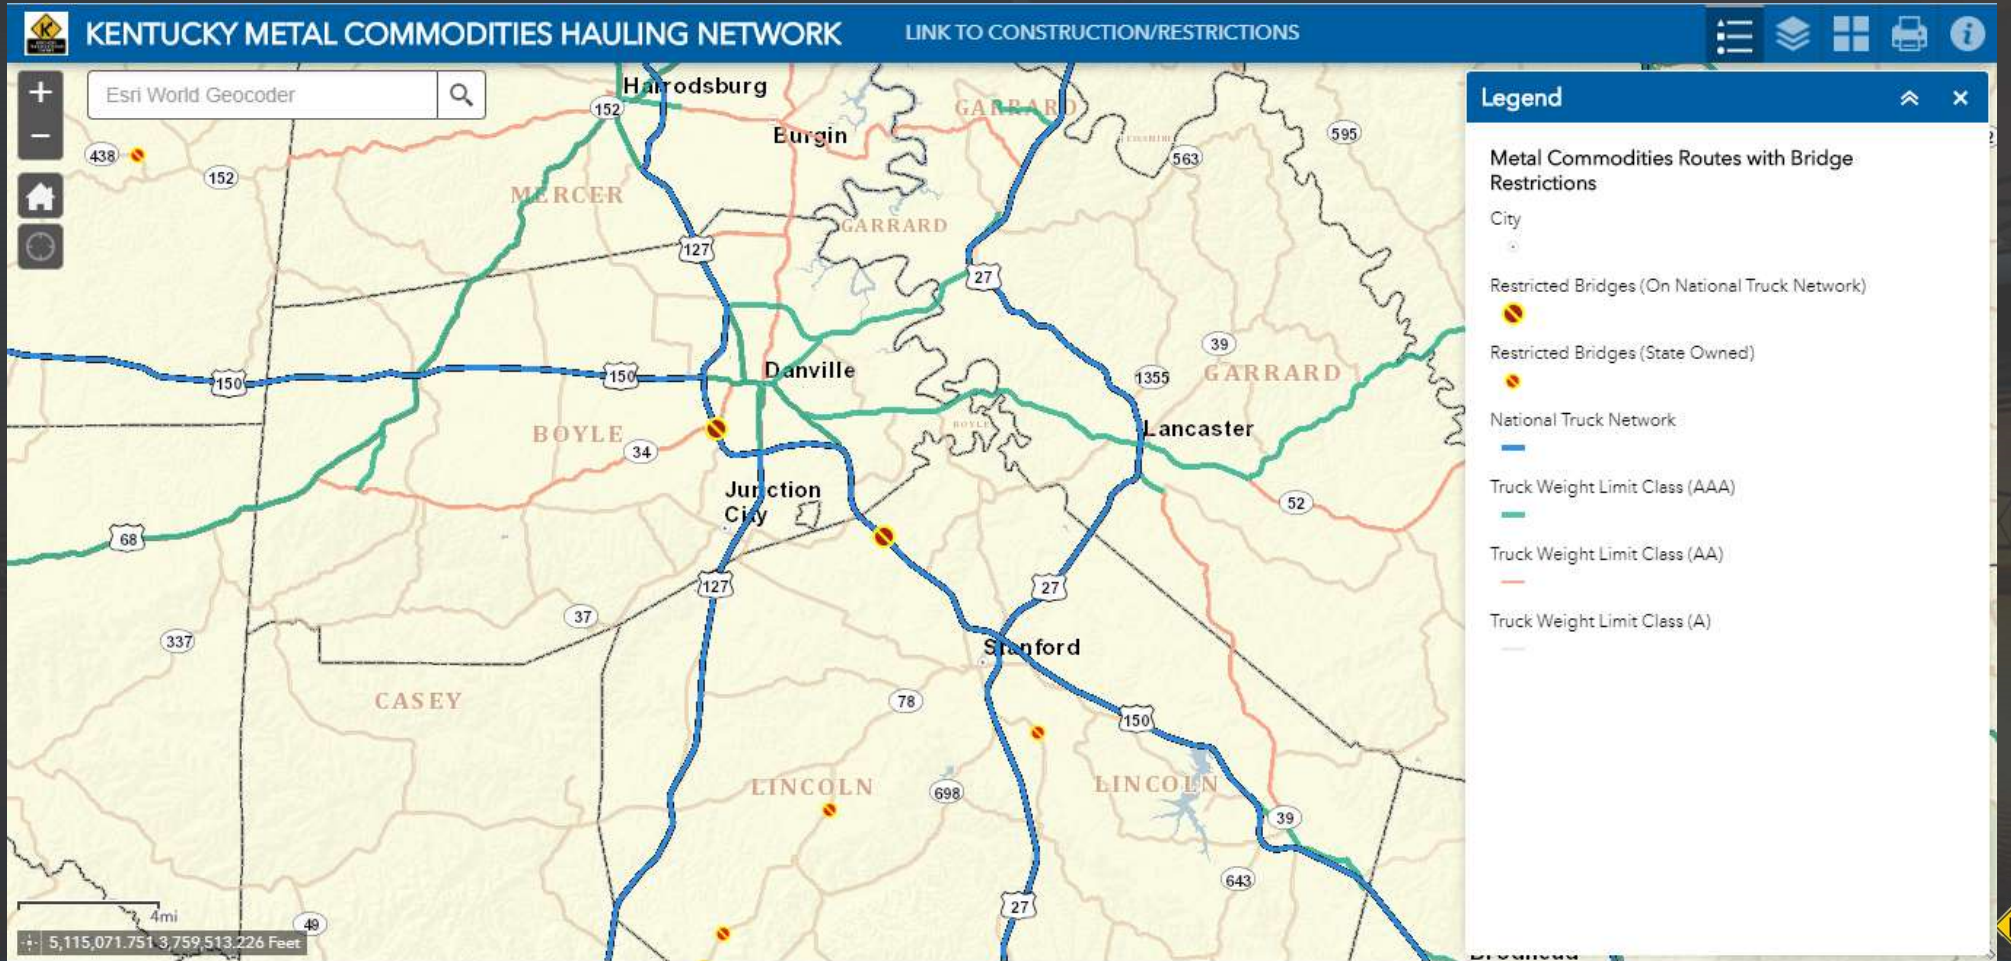 KENTUCKY METAL COMMODITIES HAULING NETWORK
LINK TO CONSTRUCTION/RESTRICTIONS
Esri World Geocoder
Legend
Metal Commodities Routes with Bridge
Restrictions
City
Restricted Bridges (On National Truck Network)
Restricted Bridges (State Owned)
National Truck Network
Truck Weight Limit Class (AAA)
Truck Weight Limit Class (AA)
Truck Weight Limit Class (A)
Harrodsburg
152
Burgin
GARRARD
595
438
152
563
MERCER
GARRARD
127
27
39
150
150
Danville
1355
GARRARD
BOYLE
BOYLE
34
Lancaster
Junction
City
52
68
127
27
37
337
Stanford
CASEY
78
150
LINCOLN
698
LINCOLN
39
643
27
49
4mi
5,115,071.751 3,759,513.226 Feet